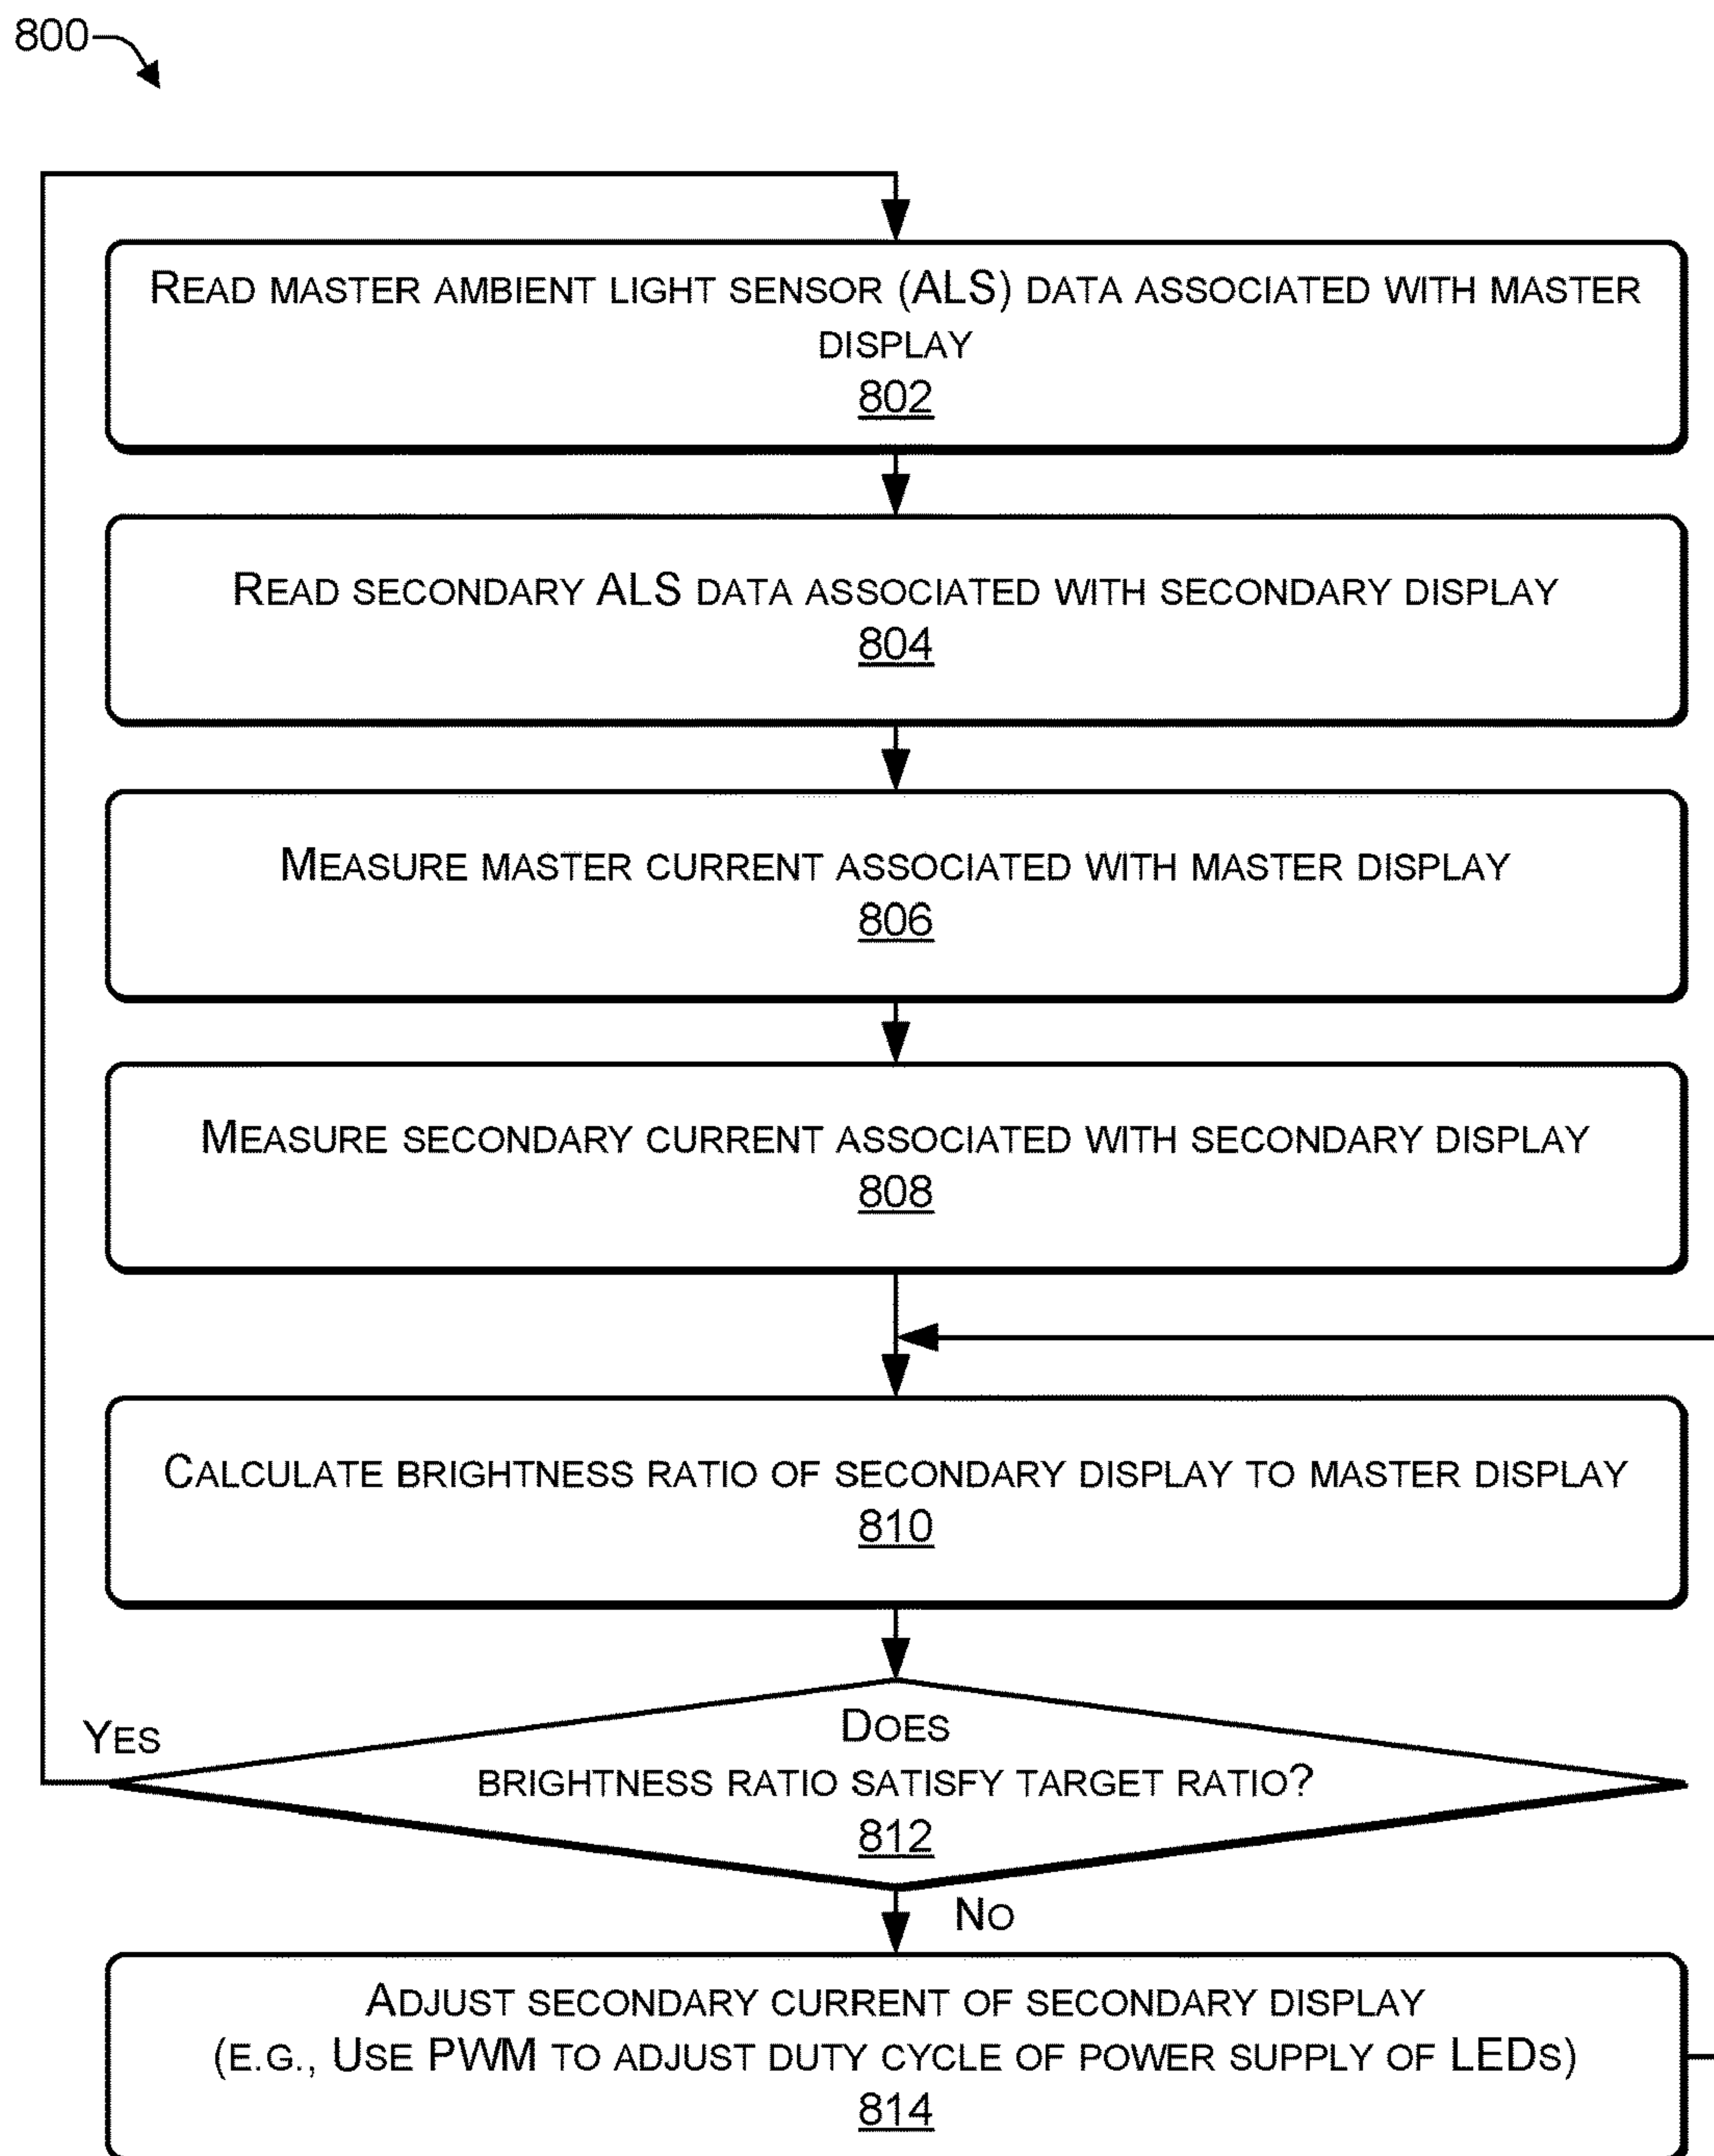 800
READ MASTER AMBIENT LIGHT SENSOR (ALS) DATA ASSOCIATED WITH MASTER
DISPLAY
802
READ SECONDARY ALS DATA ASSOCIATED WITH SECONDARY DISPLAY
804
MEASURE MASTER CURRENT ASSOCIATED WITH MASTER DISPLAY
806
MEASURE SECONDARY CURRENT ASSOCIATED WITH SECONDARY DISPLAY
808
CALCULATE BRIGHTNESS RATIO OF SECONDARY DISPLAY TO MASTER DISPLAY
810
YES
DOES
BRIGHTNESS RATIO SATISFY TARGET RATIO?
812
NO
ADJUST SECONDARY CURRENT OF SECONDARY DISPLAY
(E.G., USE PWM TO ADJUST DUTY CYCLE OF POWER SUPPLY OF LEDS)
814